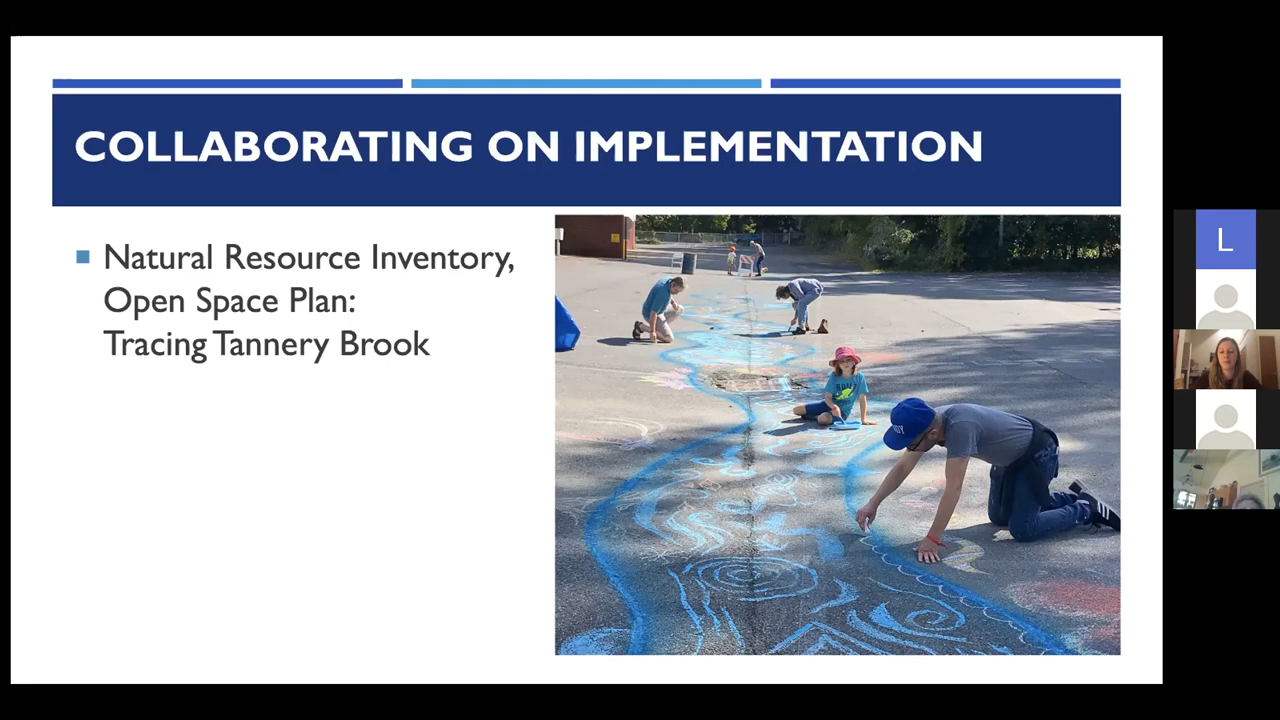 COLLABORATING ON IMPLEMENTATION
Natural Resource Inventory,
Open Space Plan:
Tracing Tannery Brook
L